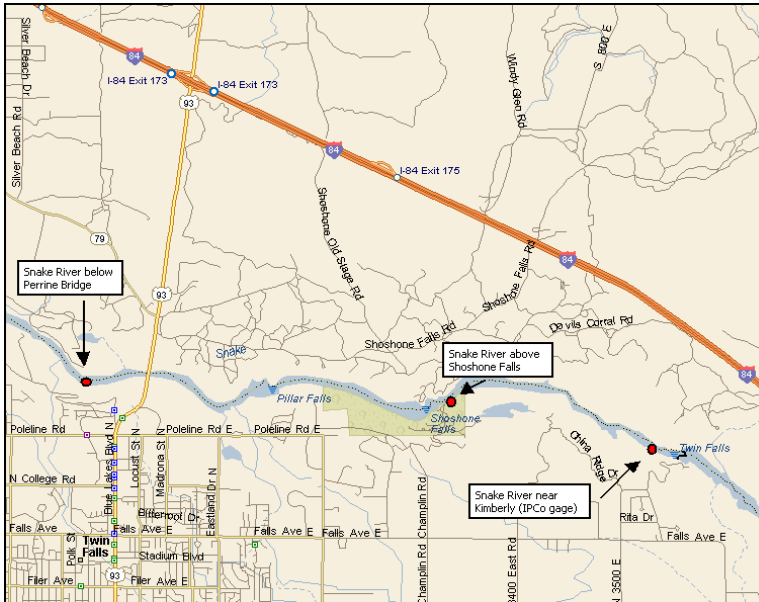 Silver Beach Dr
84
I-84 Exit 173
I-84 Exit 173
93
Silver Beach Rd
Windy Glen Rd
S 800 E
84
I-84 Exit 175
Shoshone Old Stage Rd
79
84
Shoshone Falls Rd
Snake River below
Perrine Bridge
93
Devils Corral Rd
Snake
Shoshone Falls Rd
Snake River above
Shoshone Falls
84
Pillar Falls
Shoshone
Falls
Poleline Rd
Poleline Rd E
Blue Lakes Blvd N
Locust St N
Madrona St N
Eastland Dr N
China Ridge Dr
Twin Falls
N College Rd
Champlin Rd
Snake River near
Kimberly (IPCo gage)
Bitterroot Dr
Rita Dr
Falls Ave
Falls Ave E
Falls Ave E
Twin
Falls
Polk St
Stadium Blvd
Champlin Rd
3400 East Rd
N 3500 E
93
Filer Ave
Filer Ave E